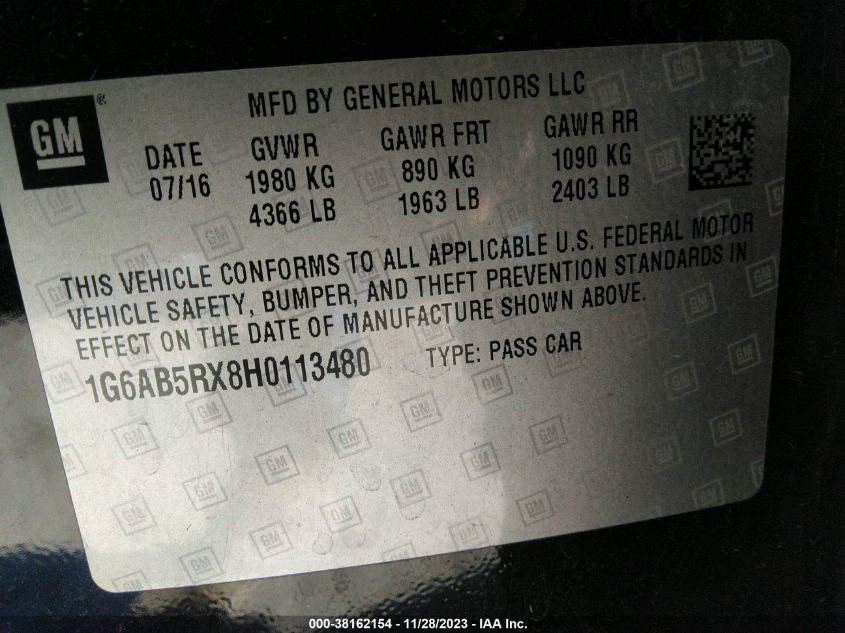 GM
MFD BY GENERAL MOTORS LLC
DATE GVWR GAWR FRT GAWR RR
07/16 1980 KG 890 KG 1090 KG
4366 LB 1963 LB 2403 LB
THIS VEHICLE CONFORMS TO ALL APPLICABLE U.S. FEDERAL MOTOR
VEHICLE SAFETY, BUMPER, AND THEFT PREVENTION STANDARDS IN
EFFECT ON THE DATE OF MANUFACTURE SHOWN ABOVE.
1G6AB5RX8H0113480 TYPE: PASS CAR
000-38162154 - 11/28/2023 - IAA Inc.